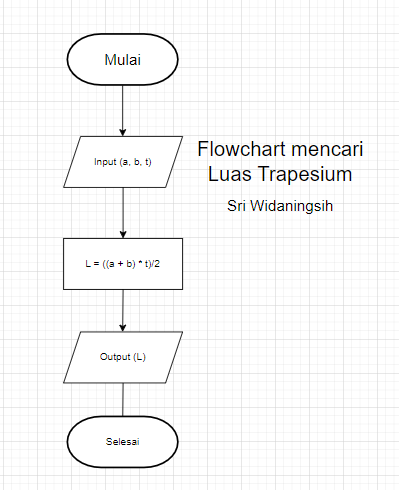 Mulai
Input (a, b, t)
Flowchart mencari
Luas Trapesium
Sri Widaningsih
L = ((a + b) * t)/2
Output (L)
Selesai